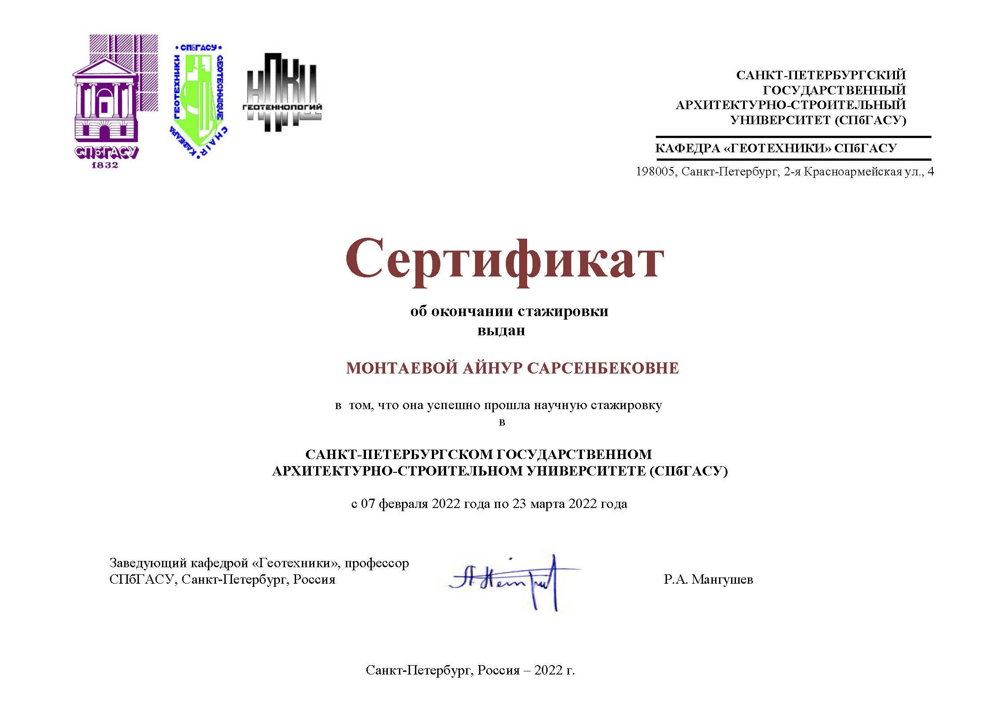 СПбГАСУ
1832
• СПбГАСУ •
ГЕОТЕХНИКИ
GEOTECHNIQUE
КАФЕДРА • CHAIR
НПКЦ
ГЕОТЕХНОЛОГИЙ
САНКТ-ПЕТЕРБУРГСКИЙ
ГОСУДАРСТВЕННЫЙ
АРХИТЕКТУРНО-СТРОИТЕЛЬНЫЙ
УНИВЕРСИТЕТ (СПбГАСУ)
КАФЕДРА «ГЕОТЕХНИКИ» СПбГАСУ
198005, Санкт-Петербург, 2-я Красноармейская ул., 4
Сертификат
об окончании стажировки
выдан
МОНТАЕВОЙ АЙНУР САРСЕНБЕКОВНЕ
в том, что она успешно прошла научную стажировку
в
САНКТ-ПЕТЕРБУРГСКОМ ГОСУДАРСТВЕННОМ
АРХИТЕКТУРНО-СТРОИТЕЛЬНОМ УНИВЕРСИТЕТЕ (СПбГАСУ)
с 07 февраля 2022 года по 23 марта 2022 года
Заведующий кафедрой «Геотехники», профессор
СПбГАСУ, Санкт-Петербург, Россия
Р.А. Мангушев
Санкт-Петербург, Россия – 2022 г.